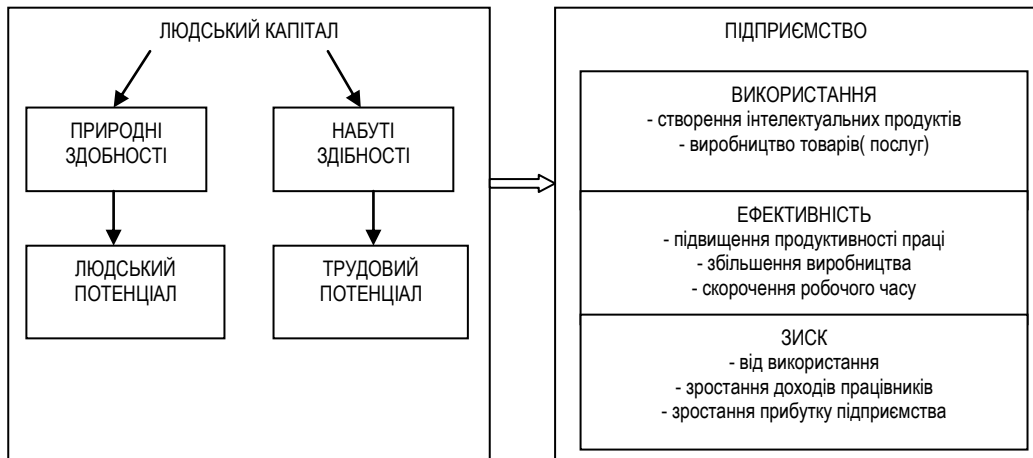 ЛЮДСЬКИЙ КАПІТАЛ
ПРИРОДНІ
ЗДОБНОСТІ
НАБУТІ
ЗДІБНОСТІ
ЛЮДСЬКИЙ
ПОТЕНЦІАЛ
ТРУДОВИЙ
ПОТЕНЦІАЛ
ПІДПРИЄМСТВО
ВИКОРИСТАННЯ
- створення інтелектуальних продуктів
- виробництво товарів( послуг)
ЕФЕКТИВНІСТЬ
- підвищення продуктивності праці
- збільшення виробництва
- скорочення робочого часу
ЗИСК
- від використання
- зростання доходів працівників
- зростання прибутку підприємства